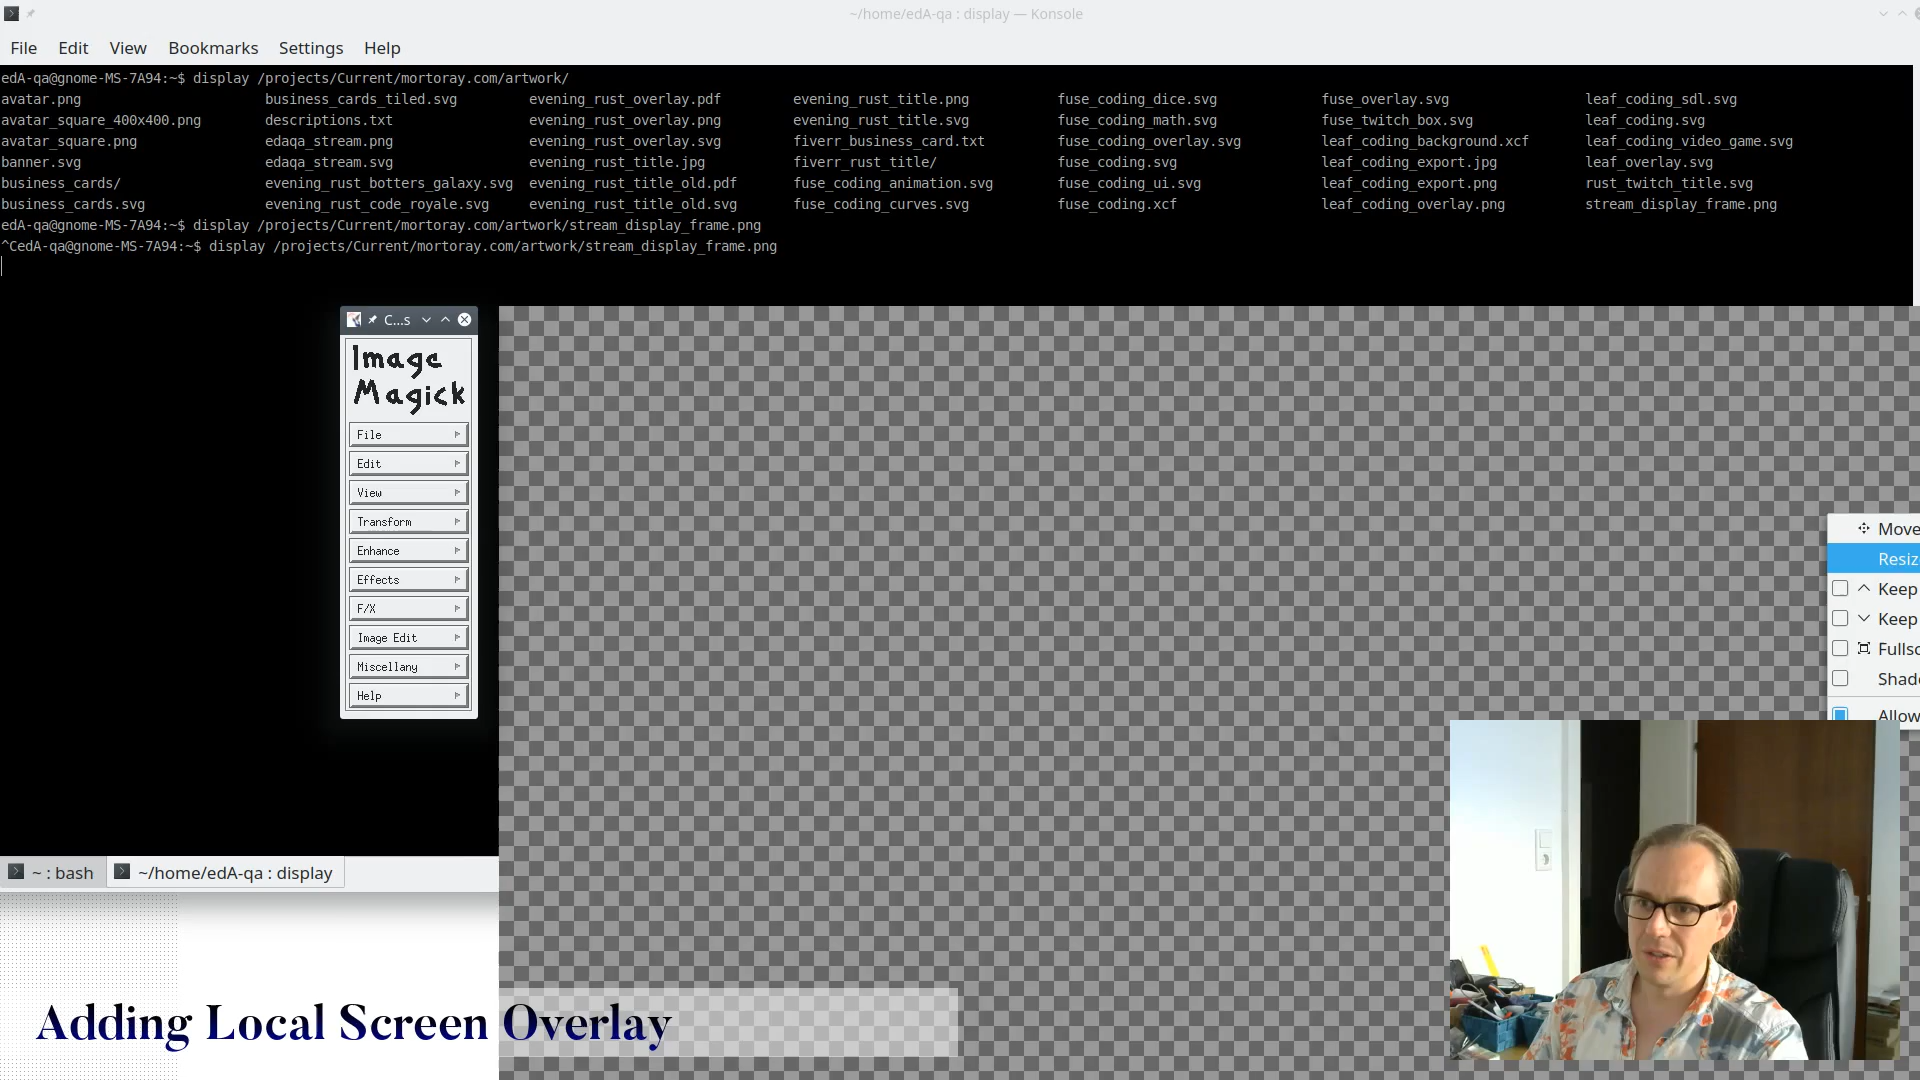 ~/home/edA-qa : display — Konsole
File Edit View Bookmarks Settings Help
edA-qa@gnome-MS-7A94:~$ display /projects/Current/mortoray.com/artwork/
avatar.png business_cards_tiled.svg evening_rust_overlay.pdf evening_rust_title.png fuse_coding_dice.svg fuse_overlay.svg leaf_coding_sdl.svg
avatar_square_400x400.png descriptions.txt evening_rust_overlay.png evening_rust_title.svg fuse_coding_math.svg fuse_twitch_box.svg leaf_coding.svg
avatar_square.png edaqa_stream.png evening_rust_overlay.svg fiverr_business_card.txt fuse_coding_overlay.svg leaf_coding_background.xcf leaf_coding_video_game.svg
banner.svg edaqa_stream.svg evening_rust_title.jpg fiverr_rust_title/ fuse_coding.svg leaf_coding_export.jpg leaf_overlay.svg
business_cards/ evening_rust_botters_galaxy.svg evening_rust_title_old.pdf fuse_coding_animation.svg fuse_coding_ui.svg leaf_coding_export.png rust_twitch_title.svg
business_cards.svg evening_rust_code_royale.svg evening_rust_title_old.svg fuse_coding_curves.svg fuse_coding.xcf leaf_coding_overlay.png stream_display_frame.png
edA-qa@gnome-MS-7A94:~$ display /projects/Current/mortoray.com/artwork/stream_display_frame.png
^CedA-qa@gnome-MS-7A94:~$ display /projects/Current/mortoray.com/artwork/stream_display_frame.png
C...s
Image
Magick
File
Edit
View
Transform
Enhance
Effects
F/X
Image Edit
Miscellany
Help
Move
Resiz
Keep
Keep
Fullsc
Shade
Allow
~ : bash
~/home/edA-qa : display
Adding Local Screen Overlay